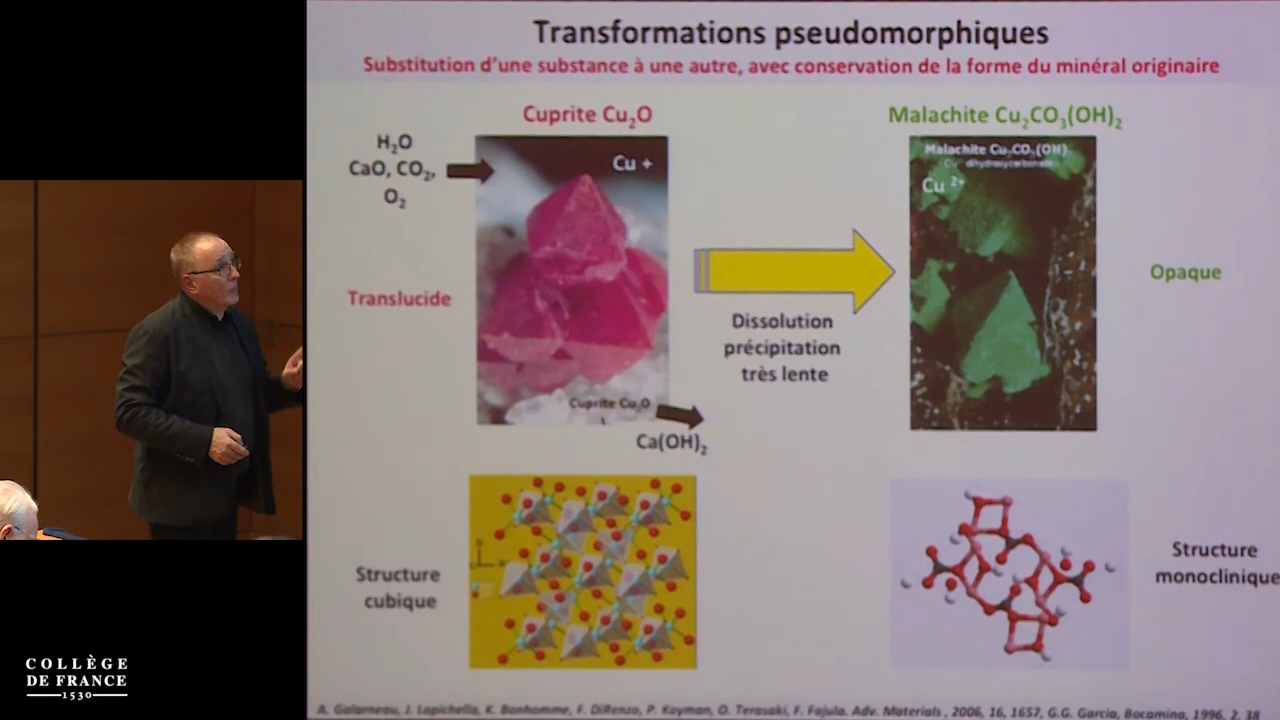 Transformations pseudomorphiques
Substitution d'une substance à une autre, avec conservation de la forme du minéral originaire
Cuprite Cu₂O
Malachite Cu₂CO₃(OH)₂
H₂O
CaO, CO₂,
O₂
Cu +
Malachite Cu₂CO₃(OH)
dihydroxycarbonate
Cu ²⁺
Translucide
Opaque
Dissolution
précipitation
très lente
Cuprite Cu₂O
Ca(OH)₂
Structure
cubique
Structure
monoclinique
COLLÈGE
DE FRANCE
1530
A. Galarneau, J. Lapichella, K. Bonhomme, F. DiRenzo, P. Kooyman, O. Terasaki, F. Fajula. Adv. Materials, 2006, 16, 1657, G.G. Garcia, Bocamino, 1996, 2, 38